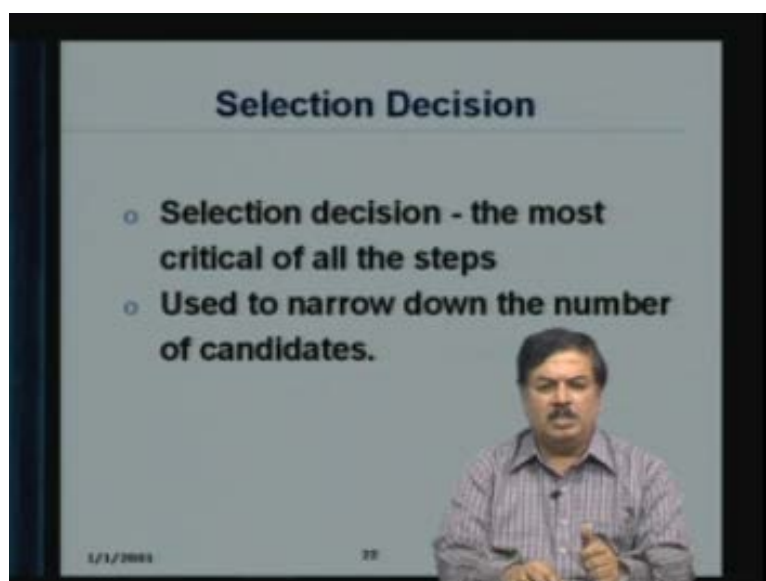 Selection Decision
o Selection decision - the most
critical of all the steps
o Used to narrow down the number
of candidates.
1/1/2001
22